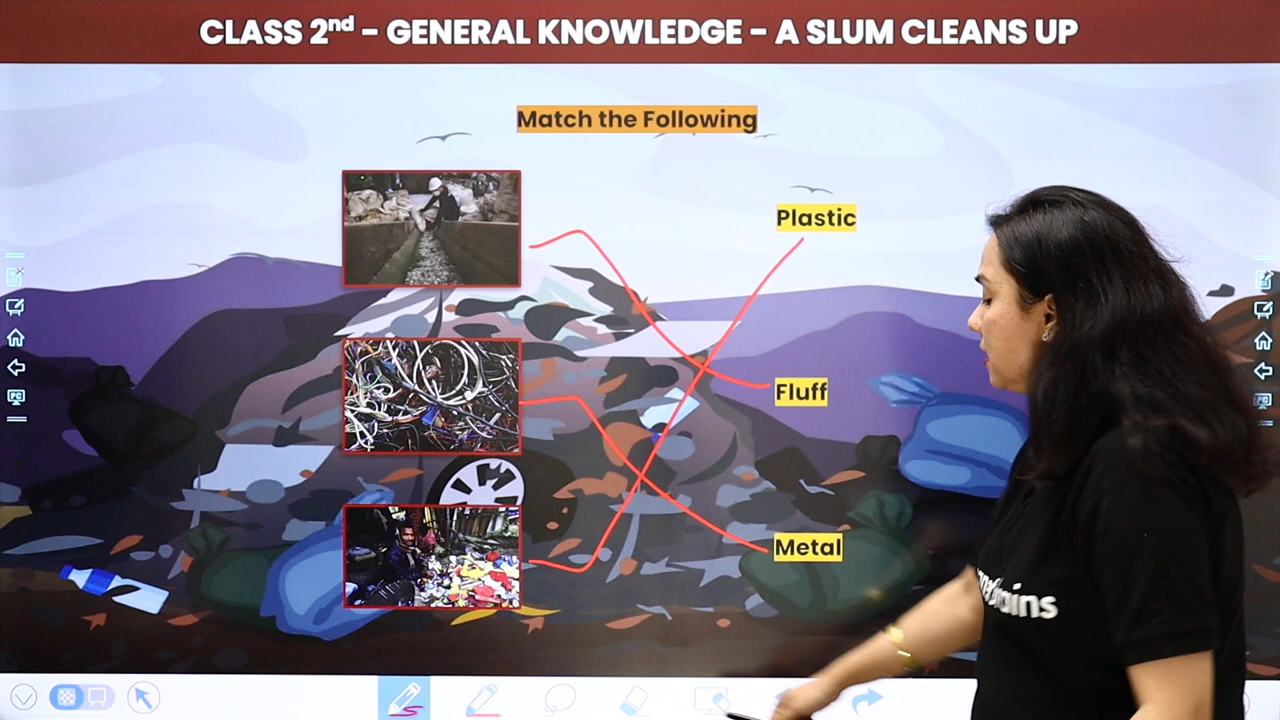 CLASS 2nd – GENERAL KNOWLEDGE – A SLUM CLEANS UP
Match the Following
Plastic
Fluff
Metal